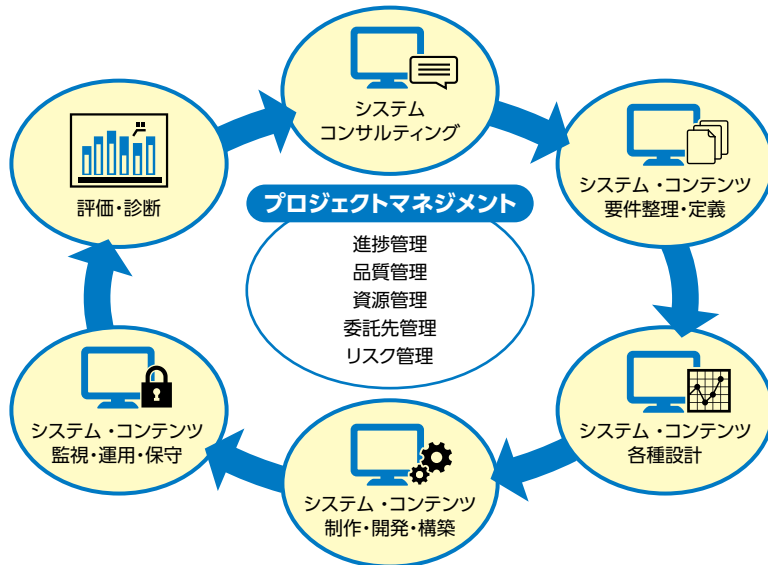 システム
コンサルティング
システム・コンテンツ
要件整理・定義
システム・コンテンツ
各種設計
システム・コンテンツ
制作・開発・構築
システム・コンテンツ
監視・運用・保守
評価・診断
プロジェクトマネジメント
進捗管理
品質管理
資源管理
委託先管理
リスク管理